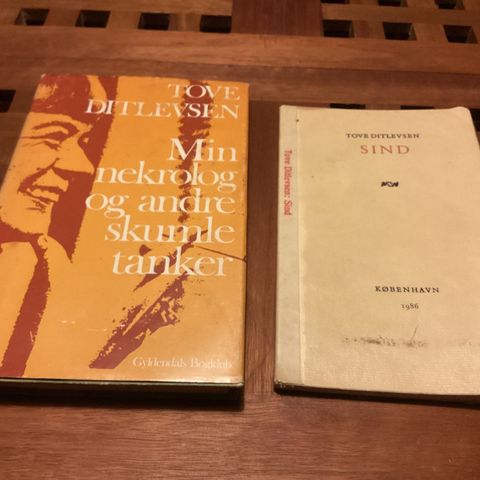 TOVE
DITLEVSEN
Min
nekrolog
og andre
skumle
tanker
Gyldendals Bogklub
Tove Ditlevsen: Sind
TOVE DITLEVSEN
SIND
KØBENHAVN
1986